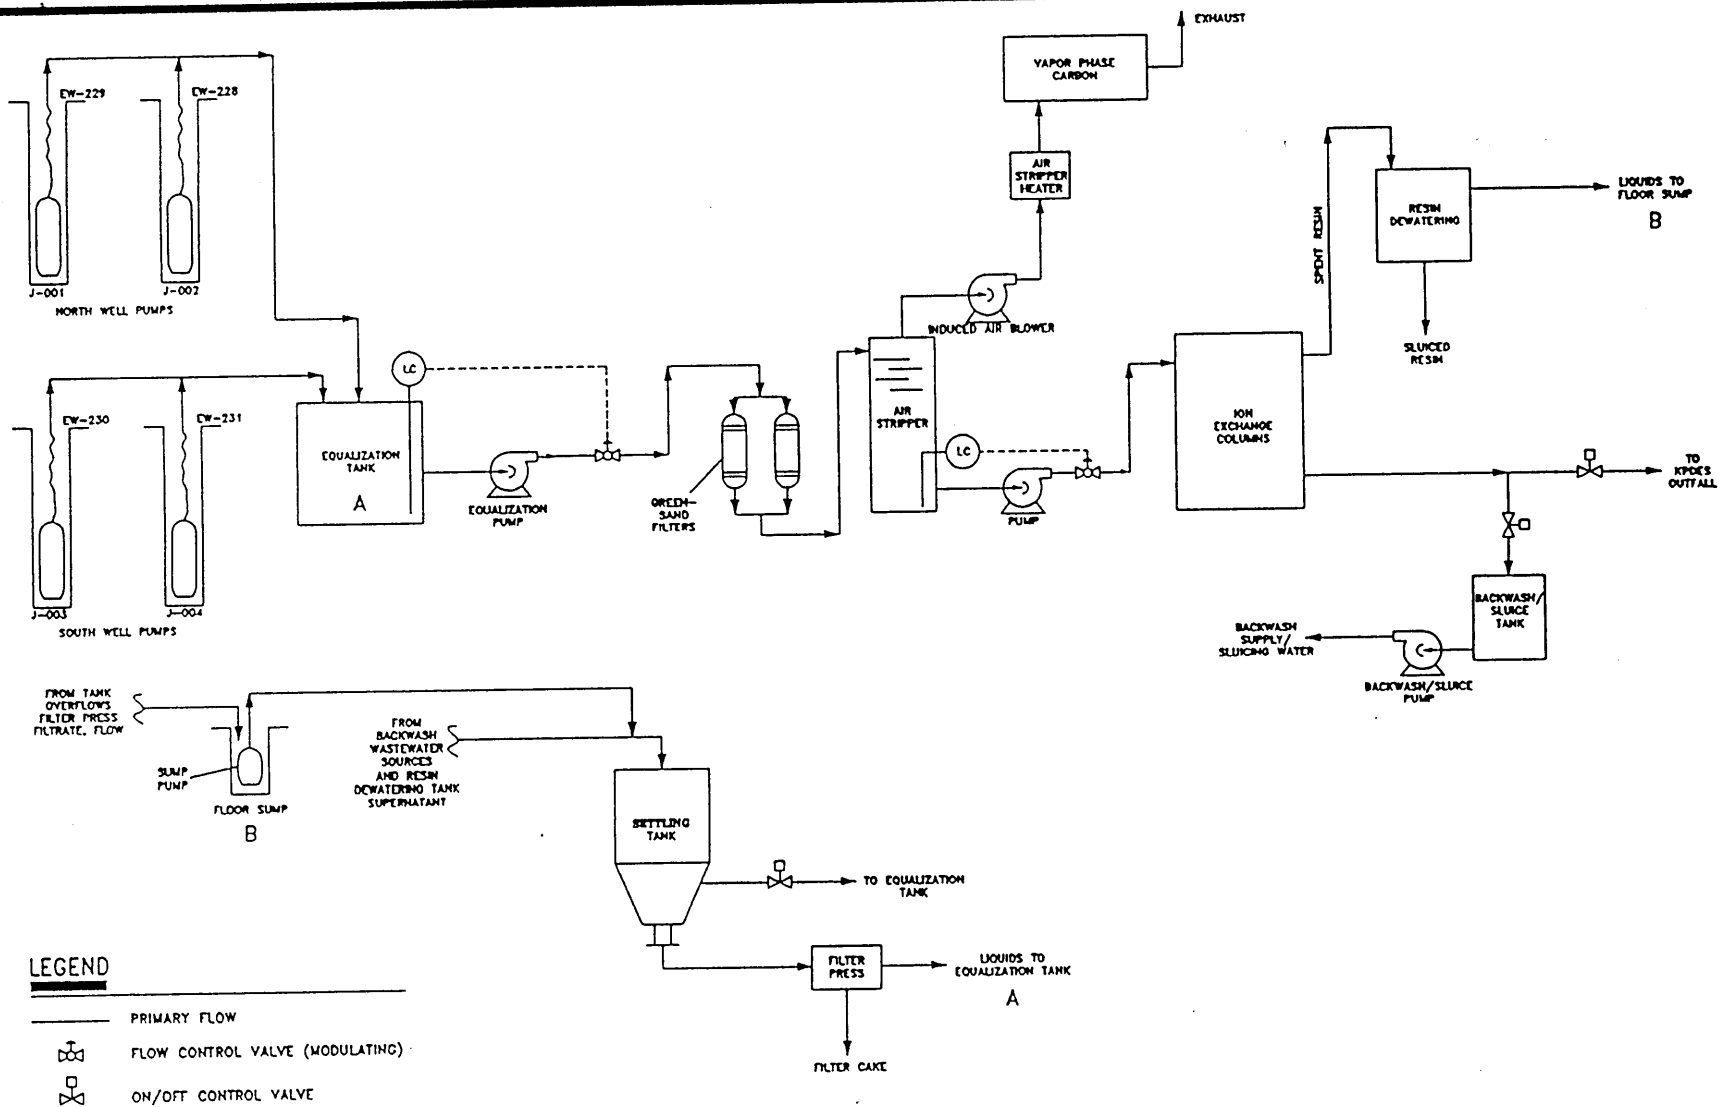 EXHAUST
VAPOR PHASE
CARBON
EW-229
EW-228
AIR
STRIPPER
HEATER
LIQUIDS TO
FLOOR SUMP
B
RESIN
DEWATERING
SPENT RESIN
J-001
J-002
NORTH WELL PUMPS
INDUCED AIR BLOWER
SLUICED
RESIN
LC
EW-230
EW-231
AIR
STRIPPER
ION
EXCHANGE
COLUMNS
EQUALIZATION
TANK
A
LC
TO
KPDES
OUTFALL
GREEN-
SAND
FILTERS
EQUALIZATION
PUMP
PUMP
J-003
J-004
SOUTH WELL PUMPS
BACKWASH/
SLUICE
TANK
BACKWASH
SUPPLY/
SLUICING WATER
BACKWASH/SLUICE
PUMP
FROM TANK
OVERFLOWS
FILTER PRESS
FILTRATE, FLOW
FROM
BACKWASH
WASTEWATER
SOURCES
AND RESIN
DEWATERING TANK
SUPERNATANT
SUMP
PUMP
FLOOR SUMP
B
SETTLING
TANK
TO EQUALIZATION
TANK
FILTER
PRESS
LIQUIDS TO
EQUALIZATION TANK
A
FILTER CAKE
LEGEND
PRIMARY FLOW
FLOW CONTROL VALVE (MODULATING)
ON/OFF CONTROL VALVE